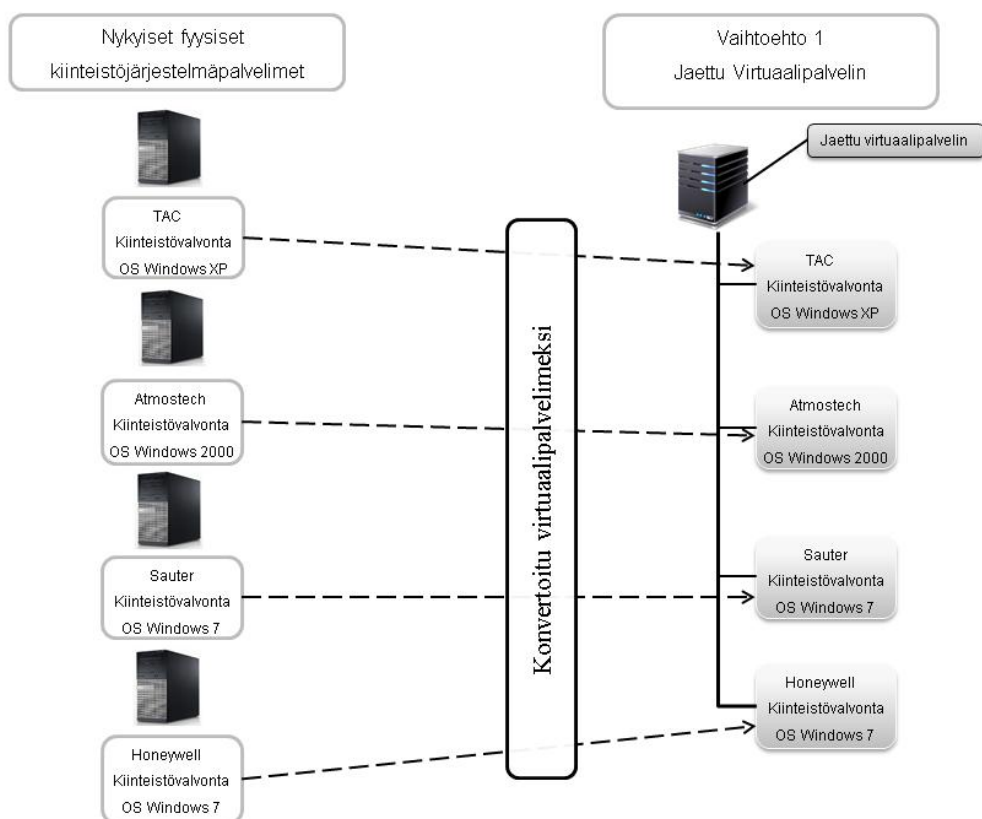 Nykyiset fyysiset
kiinteistöjärjestelmäpalvelimet
Vaihtoehto 1
Jaettu Virtuaalipalvelin
Jaettu virtuaalipalvelin
TAC
Kiinteistövalvonta
OS Windows XP
Atmostech
Kiinteistövalvonta
OS Windows 2000
Sauter
Kiinteistövalvonta
OS Windows 7
Honeywell
Kiinteistövalvonta
OS Windows 7
Konvertoitu virtuaalipalvelimeksi
TAC
Kiinteistövalvonta
OS Windows XP
Atmostech
Kiinteistövalvonta
OS Windows 2000
Sauter
Kiinteistövalvonta
OS Windows 7
Honeywell
Kiinteistövalvonta
OS Windows 7